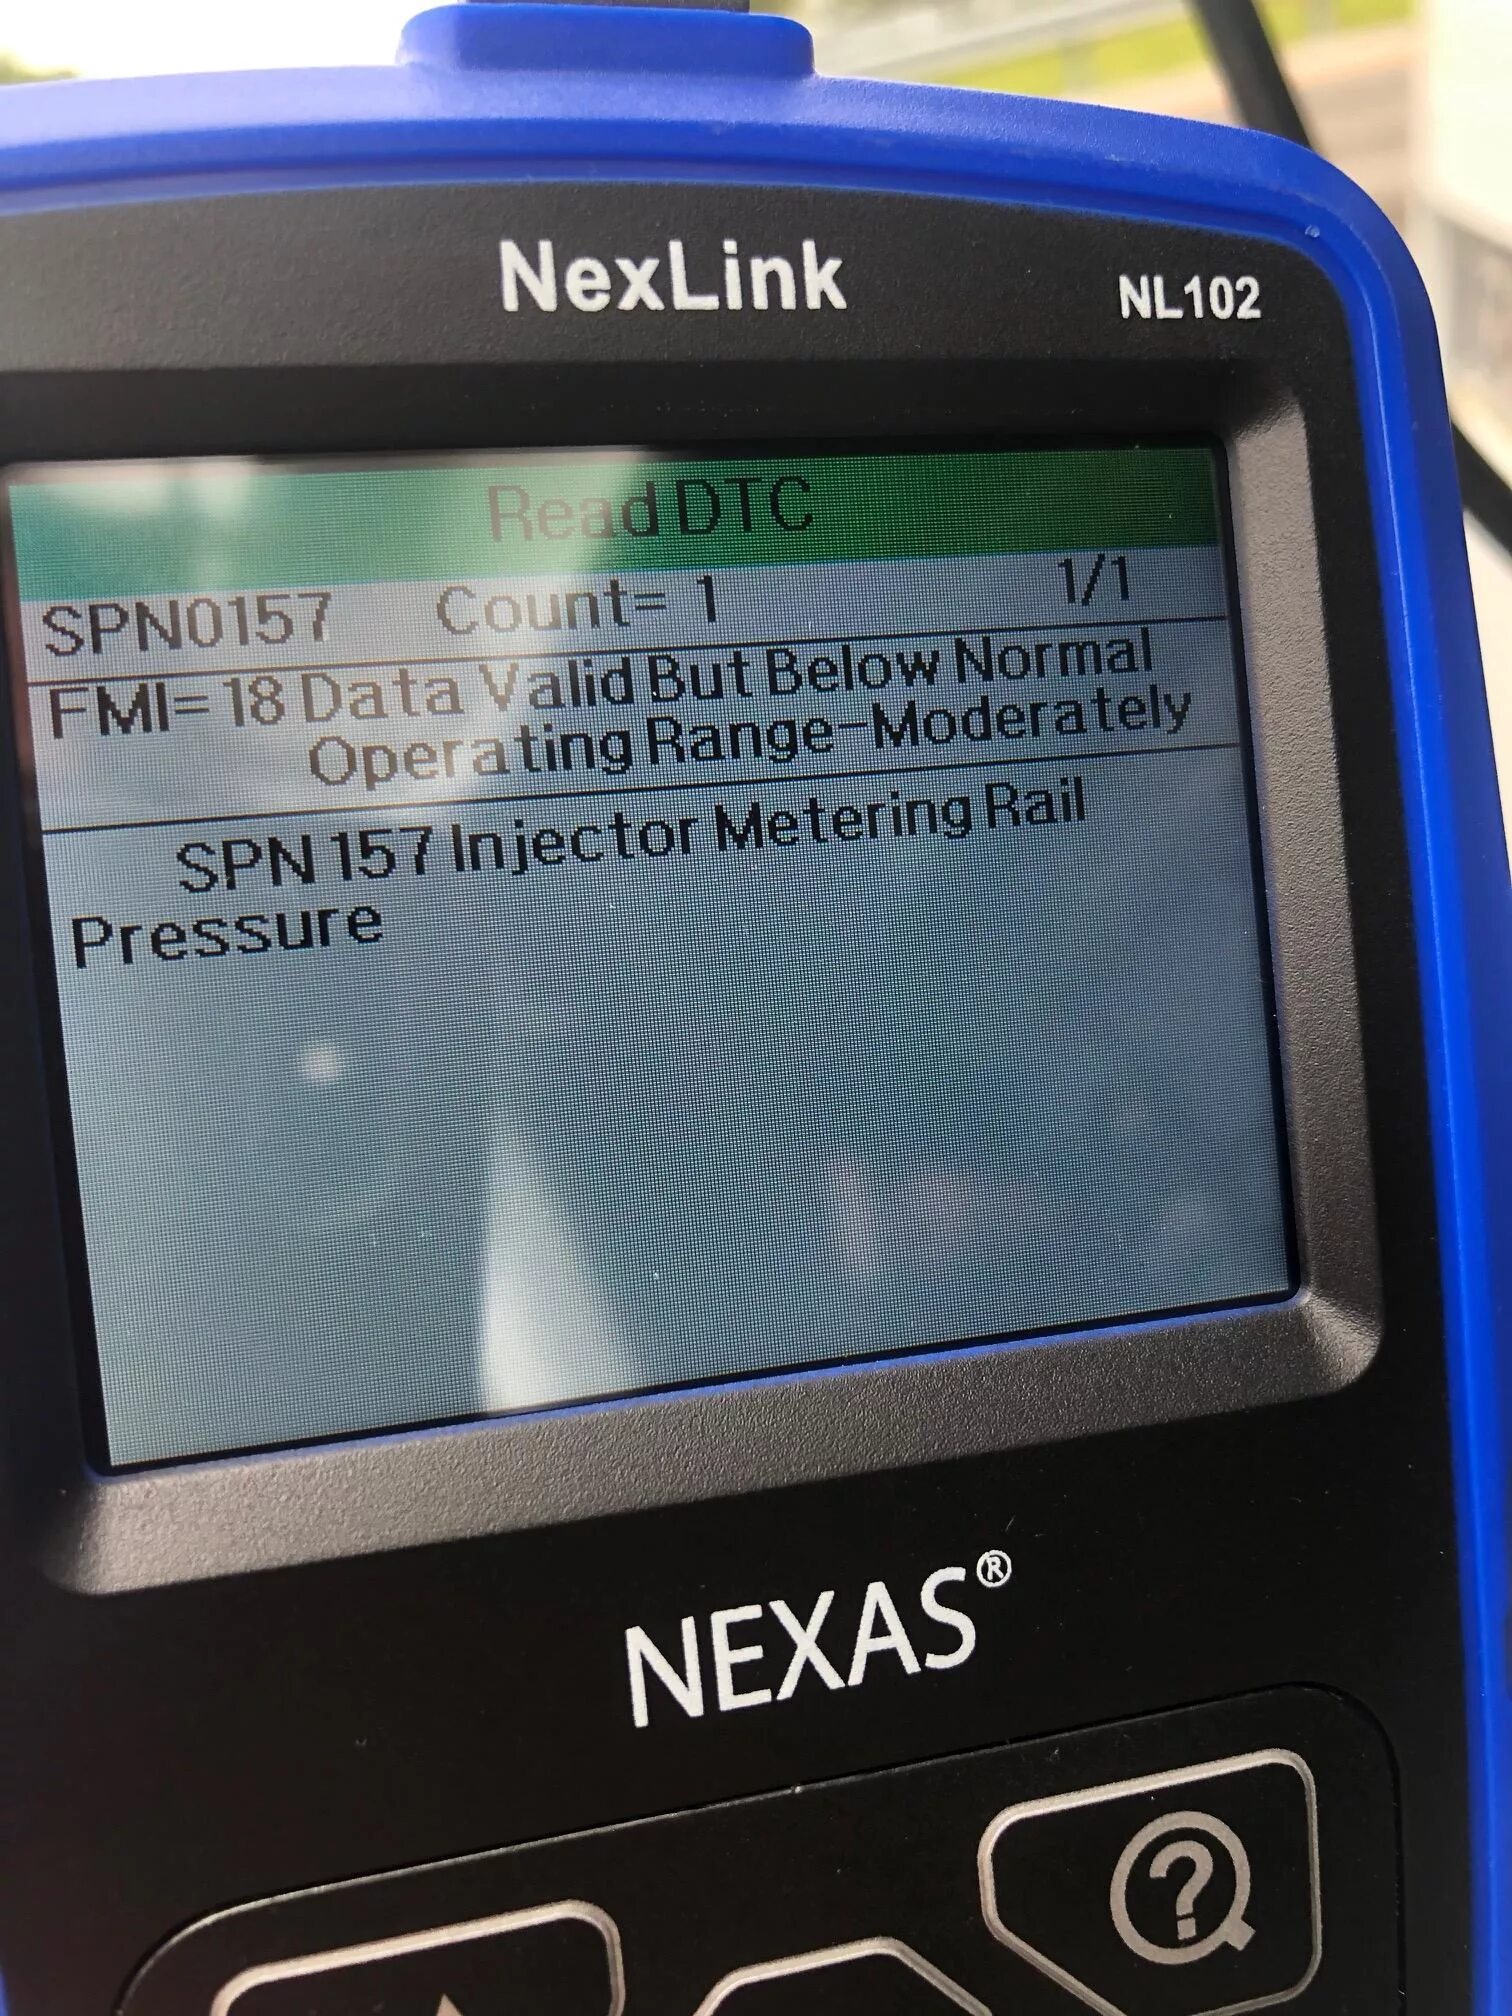 NexLink
NL102
Read DTC
SPN0157 Count= 1 1/1
FMI=18 Data Valid But Below Normal
Operating Range-Moderately
SPN 157 Injector Metering Rail
Pressure
NEXAS®
?